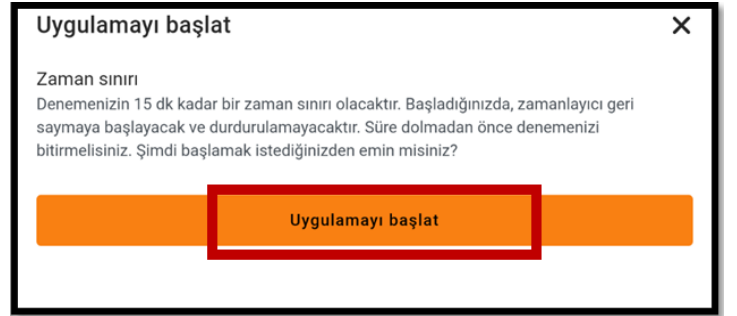 Uygulamayı başlat
Zaman sınırı
Denemenizin 15 dk kadar bir zaman sınırı olacaktır. Başladığınızda, zamanlayıcı geri
saymaya başlayacak ve durdurulamayacaktır. Süre dolmadan önce denemenizi
bitirmelisiniz. Şimdi başlamak istediğinizden emin misiniz?
Uygulamayı başlat